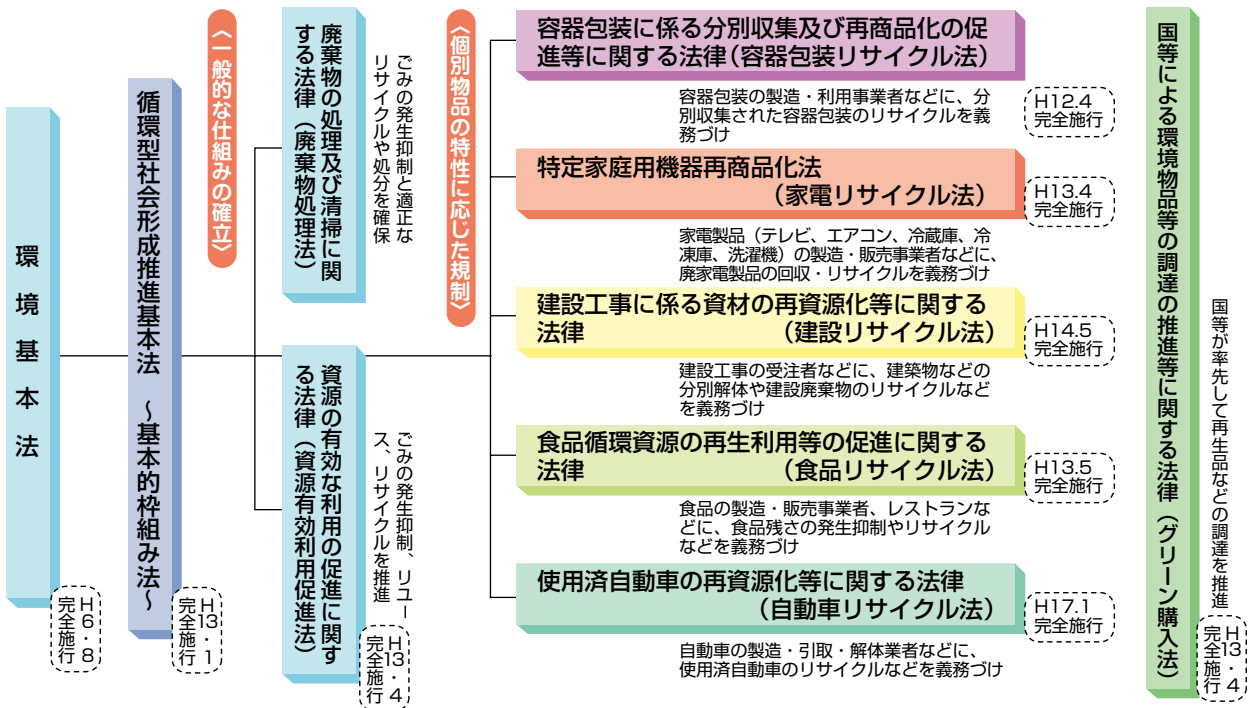 環境基本法
H6・8
完全施行
循環型社会形成推進基本法　～基本的枠組み法～
H13・1
完全施行
〈一般的な仕組みの確立〉
廃棄物の処理及び清掃に関
する法律（廃棄物処理法）
ごみの発生抑制と適正な
リサイクルや処分を確保
資源の有効な利用の促進に関す
る法律（資源有効利用促進法）
ごみの発生抑制、リユー
ス、リサイクルを推進
H13・4
完全施行
〈個別物品の特性に応じた規制〉
容器包装に係る分別収集及び再商品化の促
進等に関する法律（容器包装リサイクル法）
容器包装の製造・利用事業者などに、分
別収集された容器包装のリサイクルを義
務づけ
H12.4
完全施行
特定家庭用機器再商品化法
（家電リサイクル法）
家電製品（テレビ、エアコン、冷蔵庫、冷
凍庫、洗濯機）の製造・販売事業者などに、
廃家電製品の回収・リサイクルを義務づけ
H13.4
完全施行
建設工事に係る資材の再資源化等に関する
法律　（建設リサイクル法）
建設工事の受注者などに、建築物などの
分別解体や建設廃棄物のリサイクルなど
を義務づけ
H14.5
完全施行
食品循環資源の再生利用等の促進に関する
法律　（食品リサイクル法）
食品の製造・販売事業者、レストランな
どに、食品残さの発生抑制やリサイクル
などを義務づけ
H13.5
完全施行
使用済自動車の再資源化等に関する法律
（自動車リサイクル法）
自動車の製造・引取・解体業者などに、
使用済自動車のリサイクルなどを義務づけ
H17.1
完全施行
国等による環境物品等の調達の推進等に関する法律（グリーン購入法）
国等が率先して再生品などの調達を推進
H13・4
完全施行